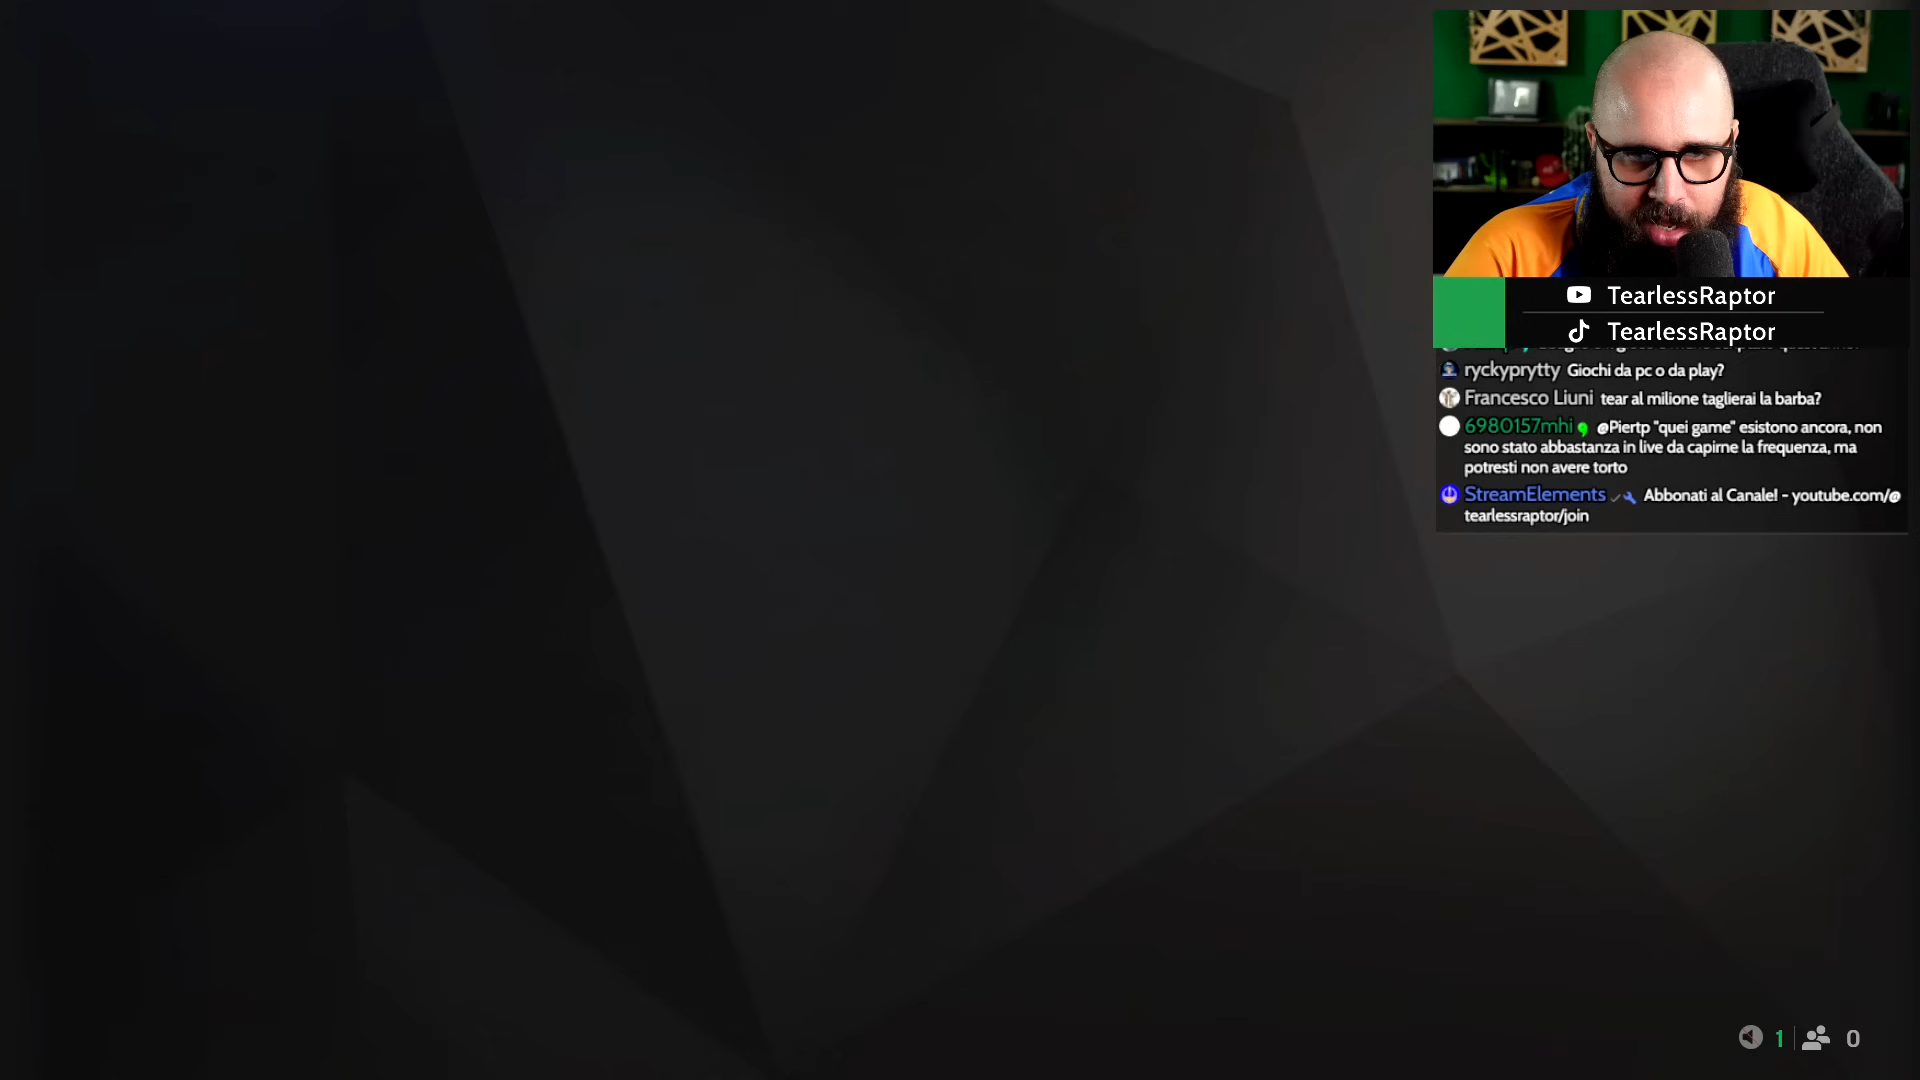 TearlessRaptor
TearlessRaptor
ryckyprytty Giochi da pc o da play?
Francesco Liuni tear al milione taglierai la barba?
6980157mhi @Piertp "quei game" esistono ancora, non
sono stato abbastanza in live da capirne la frequenza, ma
potresti non avere torto
StreamElements Abbonati al Canale! - youtube.com/@
tearlessraptor/join
1 0